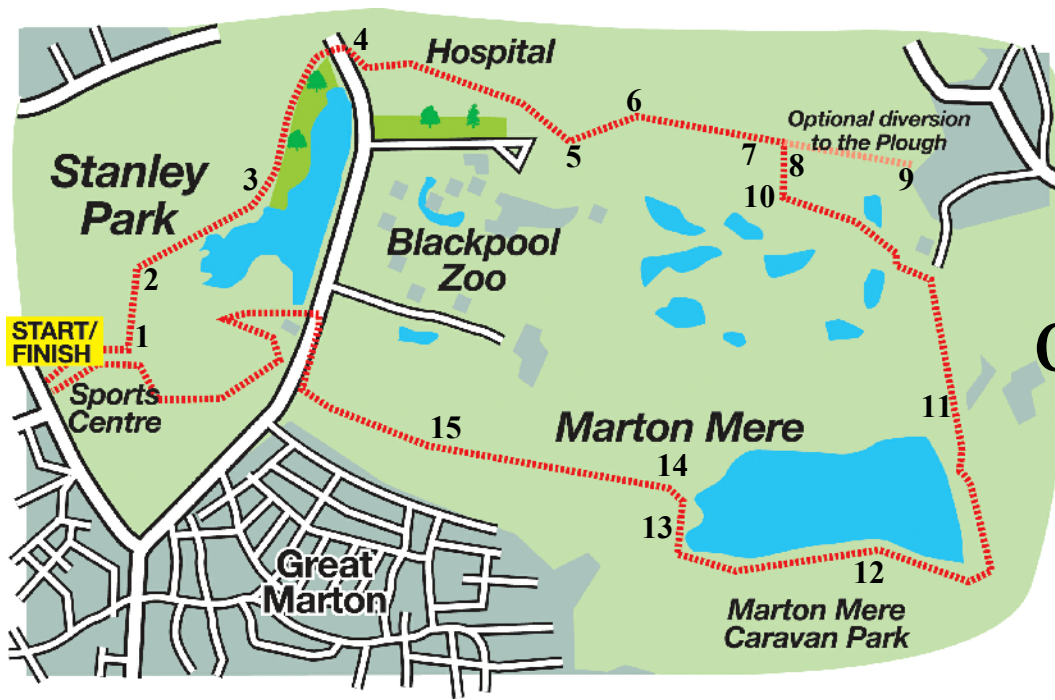 4
Hospital
6
Optional diversion
to the Plough
5
7
8
9
Stanley
Park
3
10
Blackpool
Zoo
2
START/
FINISH
1
Sports
Centre
11
15
Marton Mere
14
13
12
Great
Marton
Marton Mere
Caravan Park